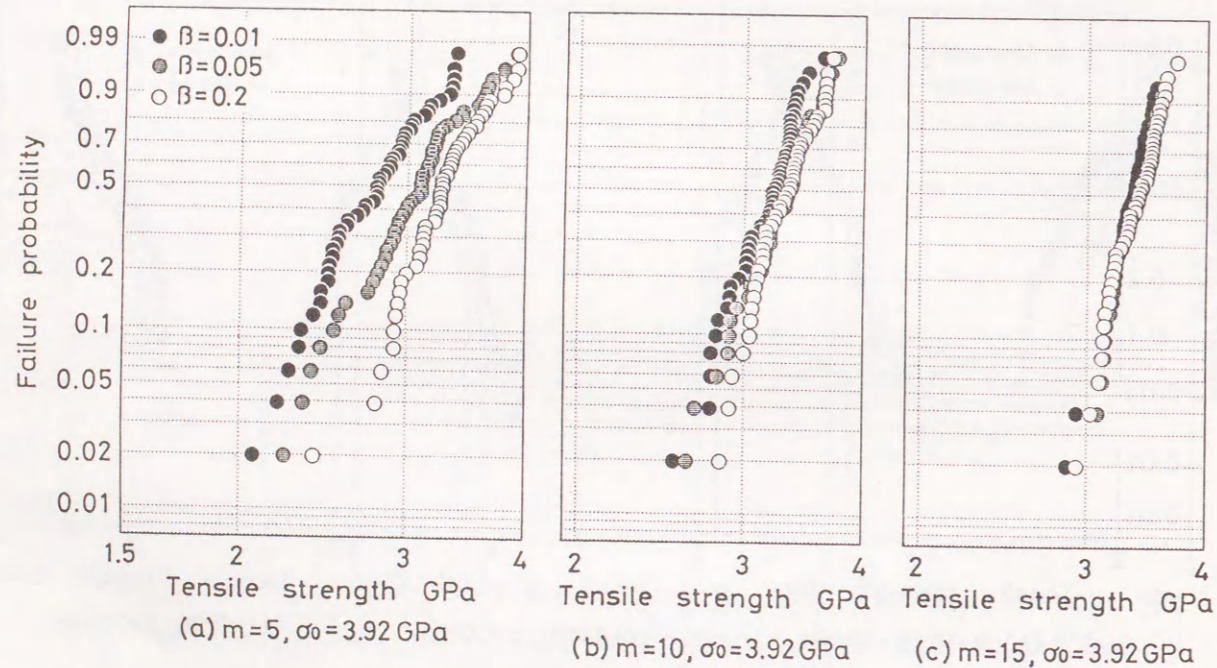 0.99
0.9
0.7
0.5
0.2
0.1
0.05
0.02
0.01
Failure probability
β=0.01
β=0.05
β=0.2
1.5 2 3 4
Tensile strength GPa
(a) m=5, σ₀=3.92 GPa
2 3 4
Tensile strength GPa
(b) m=10, σ₀=3.92 GPa
2 3 4
Tensile strength GPa
(c) m=15, σ₀=3.92 GPa